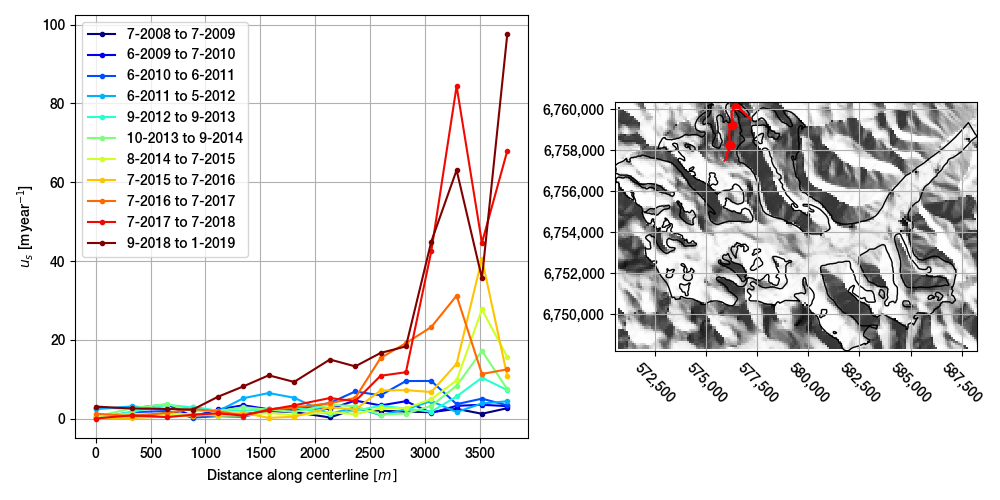 100
80
60
40
20
0
u_s [m year⁻¹]
7-2008 to 7-2009
6-2009 to 7-2010
6-2010 to 6-2011
6-2011 to 5-2012
9-2012 to 9-2013
10-2013 to 9-2014
8-2014 to 7-2015
7-2015 to 7-2016
7-2016 to 7-2017
7-2017 to 7-2018
9-2018 to 1-2019
0 500 1000 1500 2000 2500 3000 3500
Distance along centerline [m]
6,760,000
6,758,000
6,756,000
6,754,000
6,752,000
6,750,000
572,500 575,000 577,500 580,000 582,500 585,000 587,500